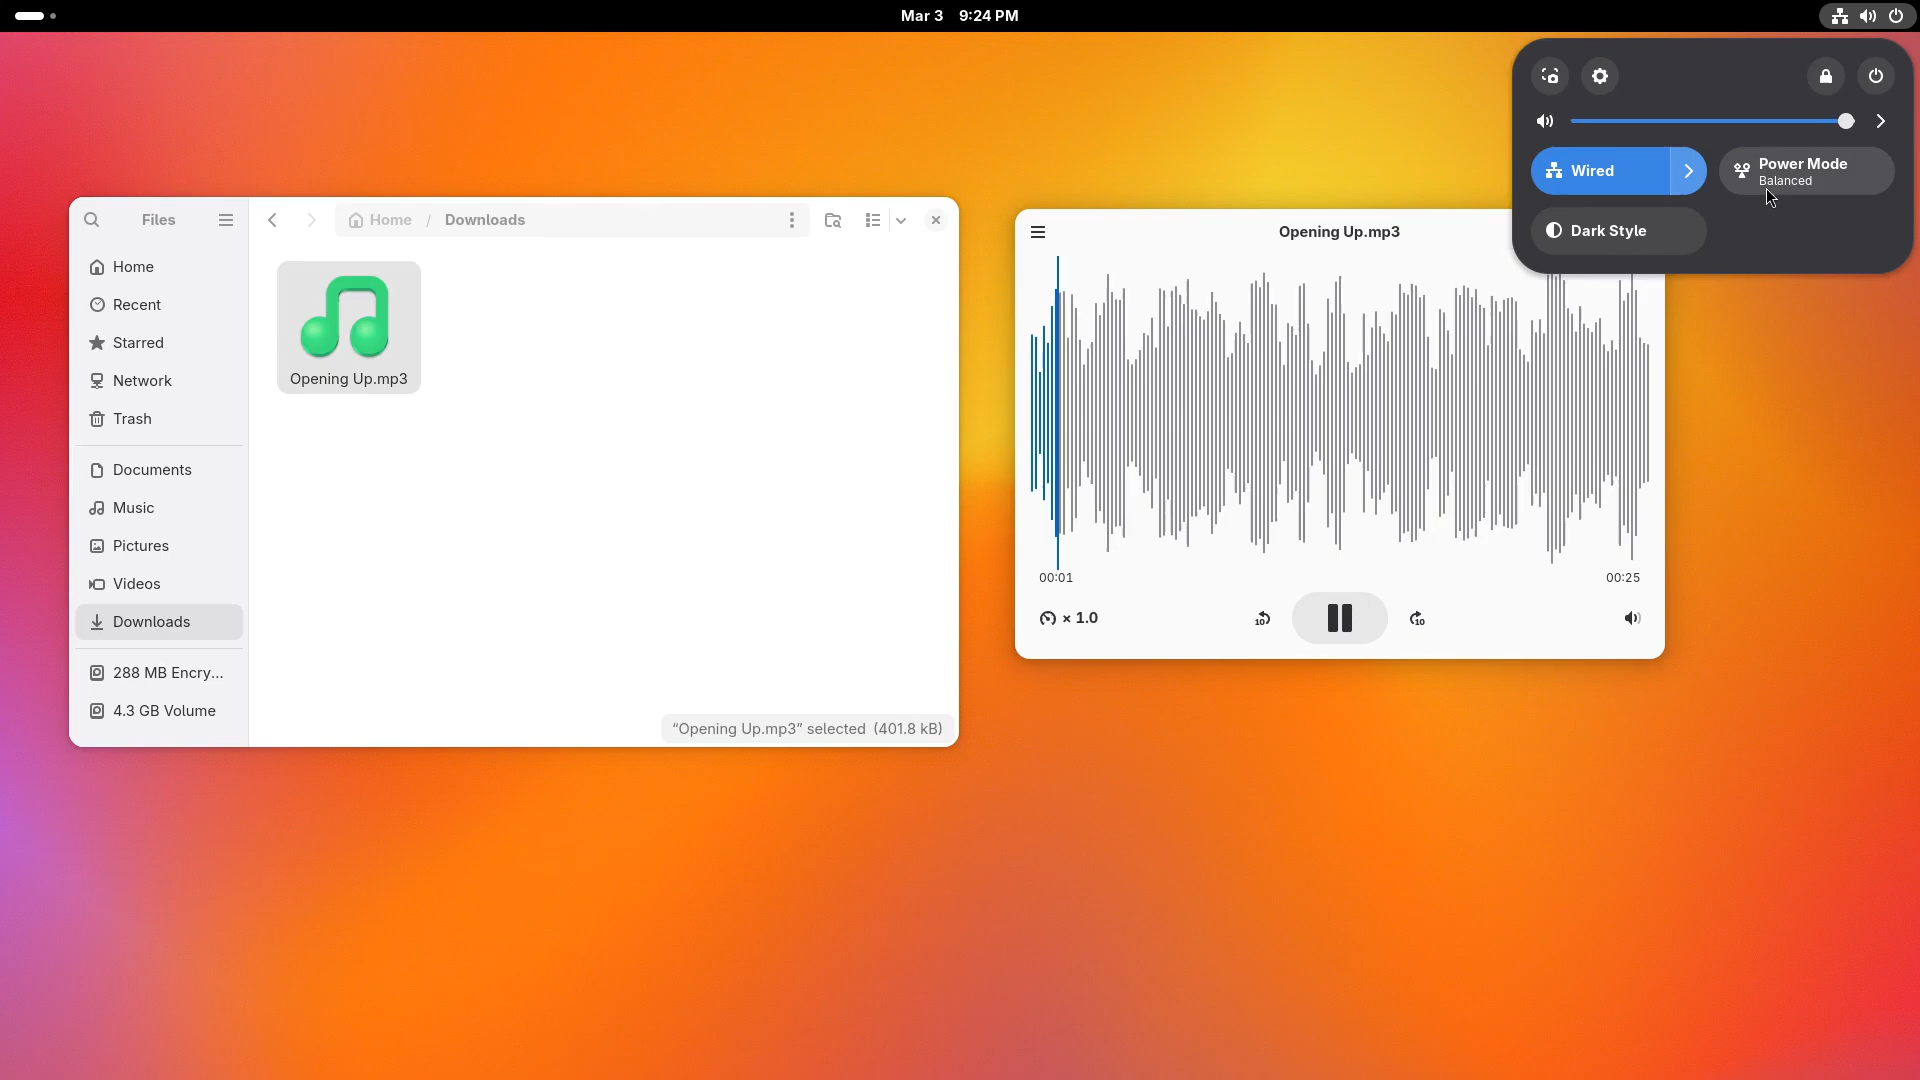 Mar 3 9:24 PM
Files
Home
Recent
Starred
Network
Trash
Documents
Music
Pictures
Videos
Downloads
288 MB Encry...
4.3 GB Volume
Home / Downloads
Opening Up.mp3
“Opening Up.mp3” selected (401.8 kB)
Opening Up.mp3
00:01
00:25
× 1.0
10
10
Wired
Power Mode
Balanced
Dark Style